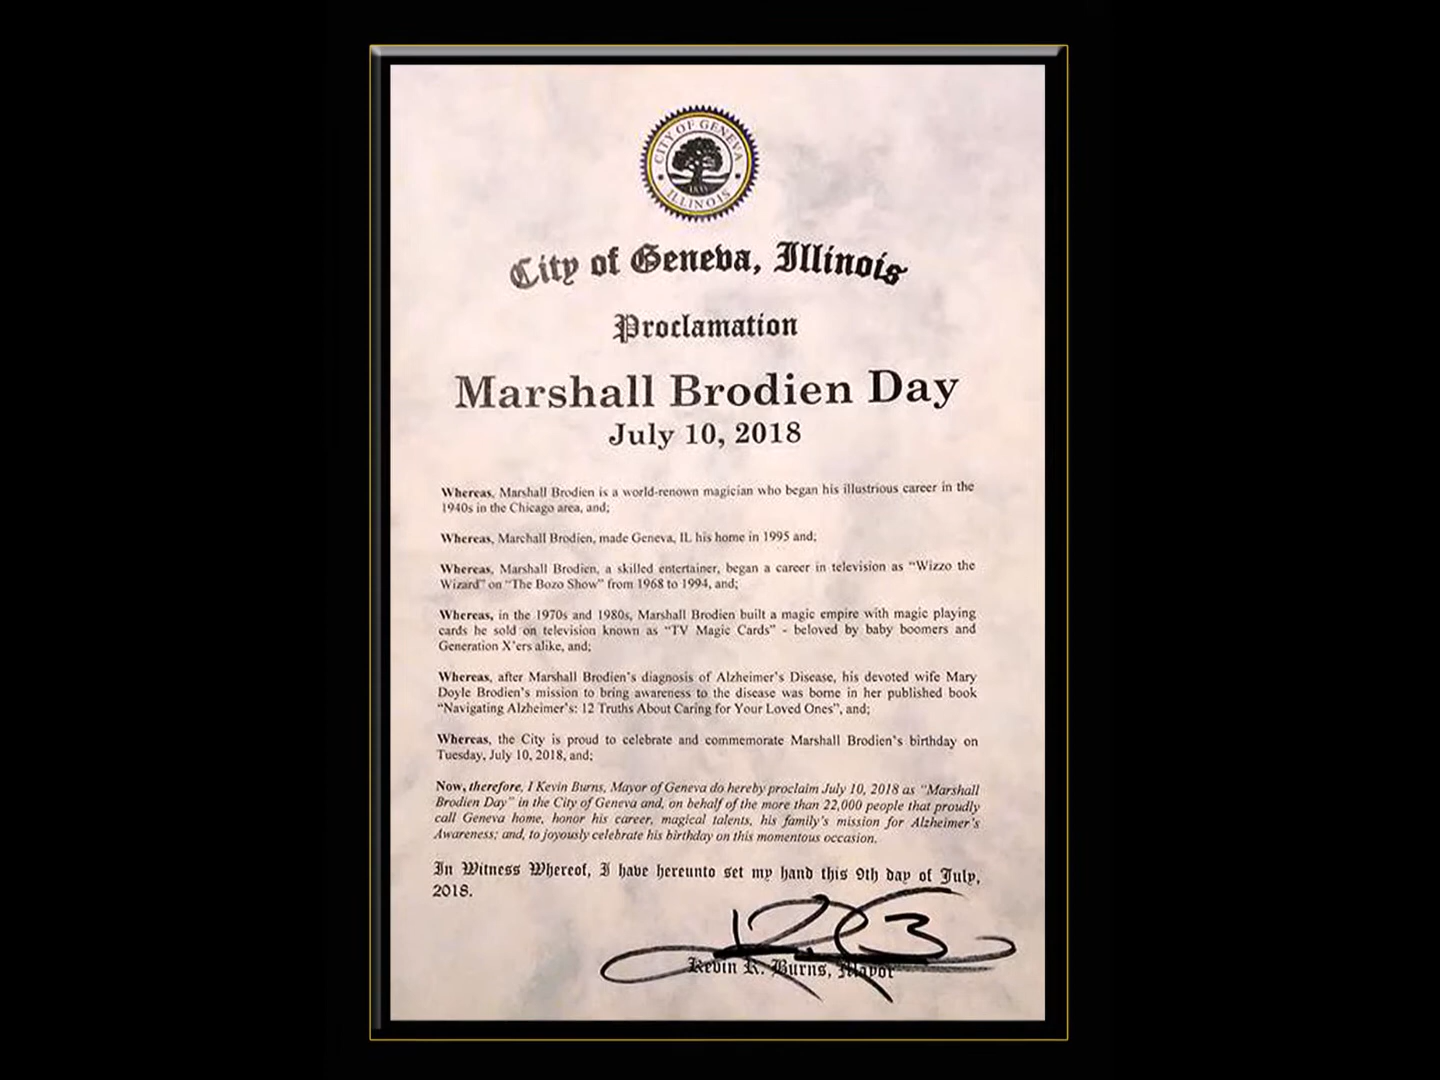 CITY OF GENEVA
ILLINOIS
City of Geneva, Illinois
Proclamation
Marshall Brodien Day
July 10, 2018
Whereas, Marshall Brodien is a world-renown magician who began his illustrious career in the
1940s in the Chicago area, and;
Whereas, Marchall Brodien, made Geneva, IL his home in 1995 and;
Whereas, Marshall Brodien, a skilled entertainer, began a career in television as "Wizzo the
Wizard" on "The Bozo Show" from 1968 to 1994, and;
Whereas, in the 1970s and 1980s, Marshall Brodien built a magic empire with magic playing
cards he sold on television known as "TV Magic Cards" - beloved by baby boomers and
Generation X'ers alike, and;
Whereas, after Marshall Brodien's diagnosis of Alzheimer's Disease, his devoted wife Mary
Doyle Brodien's mission to bring awareness to the disease was borne in her published book
"Navigating Alzheimer's: 12 Truths About Caring for Your Loved Ones", and;
Whereas, the City is proud to celebrate and commemorate Marshall Brodien's birthday on
Tuesday, July 10, 2018, and;
Now, therefore, I Kevin Burns, Mayor of Geneva do hereby proclaim July 10, 2018 as "Marshall
Brodien Day" in the City of Geneva and, on behalf of the more than 22,000 people that proudly
call Geneva home, honor his career, magical talents, his family's mission for Alzheimer's
Awareness; and, to joyously celebrate his birthday on this momentous occasion.
In Witness Whereof, I have hereunto set my hand this 9th day of July,
2018.
Kevin R. Burns, Mayor